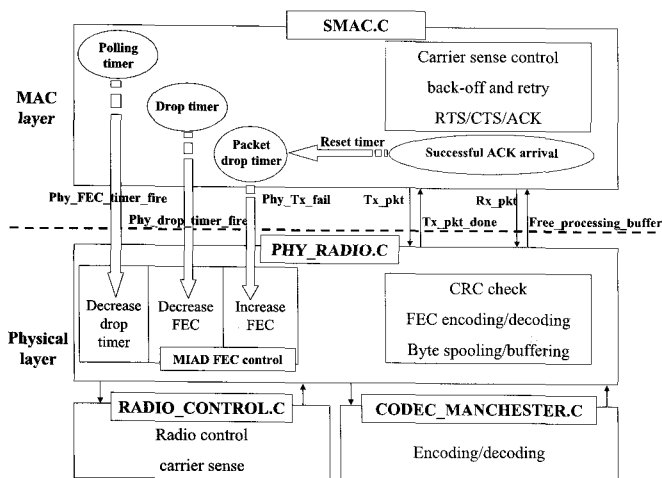 SMAC.C
Polling
timer
Carrier sense control
back-off and retry
RTS/CTS/ACK
MAC
layer
Drop timer
Packet
drop timer
Reset timer
Successful ACK arrival
Phy_FEC_timer_fire
Phy_drop_timer_fire
Phy_Tx_fail
Tx_pkt
Tx_pkt_done
Rx_pkt
Free_processing_buffer
PHY_RADIO.C
Physical
layer
Decrease
drop
timer
Decrease
FEC
Increase
FEC
MIAD FEC control
CRC check
FEC encoding/decoding
Byte spooling/buffering
RADIO_CONTROL.C
Radio control
carrier sense
CODEC_MANCHESTER.C
Encoding/decoding